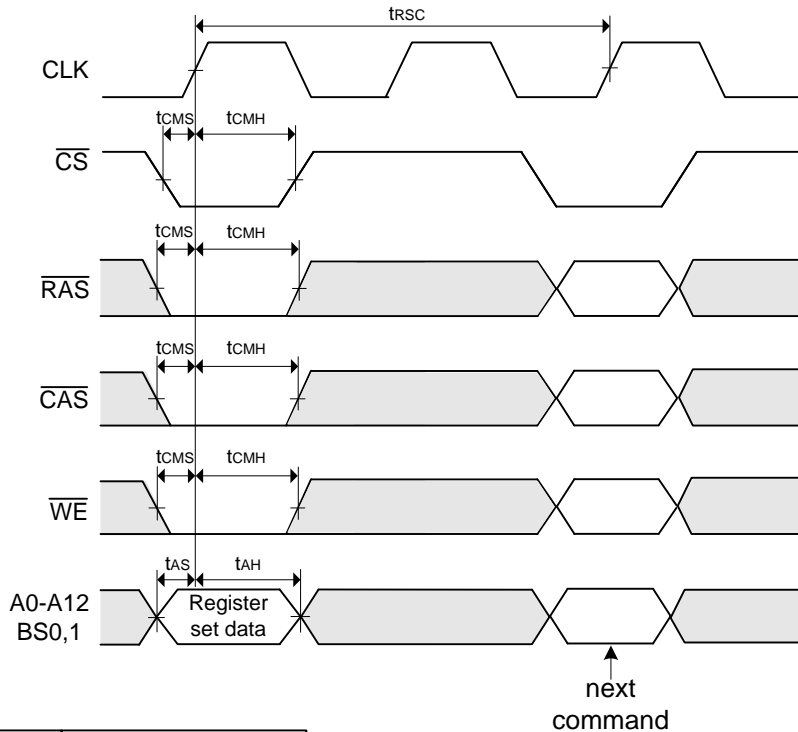 tRSC
CLK
tCMS tCMH
CS
tCMS tCMH
RAS
tCMS tCMH
CAS
tCMS tCMH
WE
tAS tAH
A0-A12
BS0,1
Register
set data
next
command